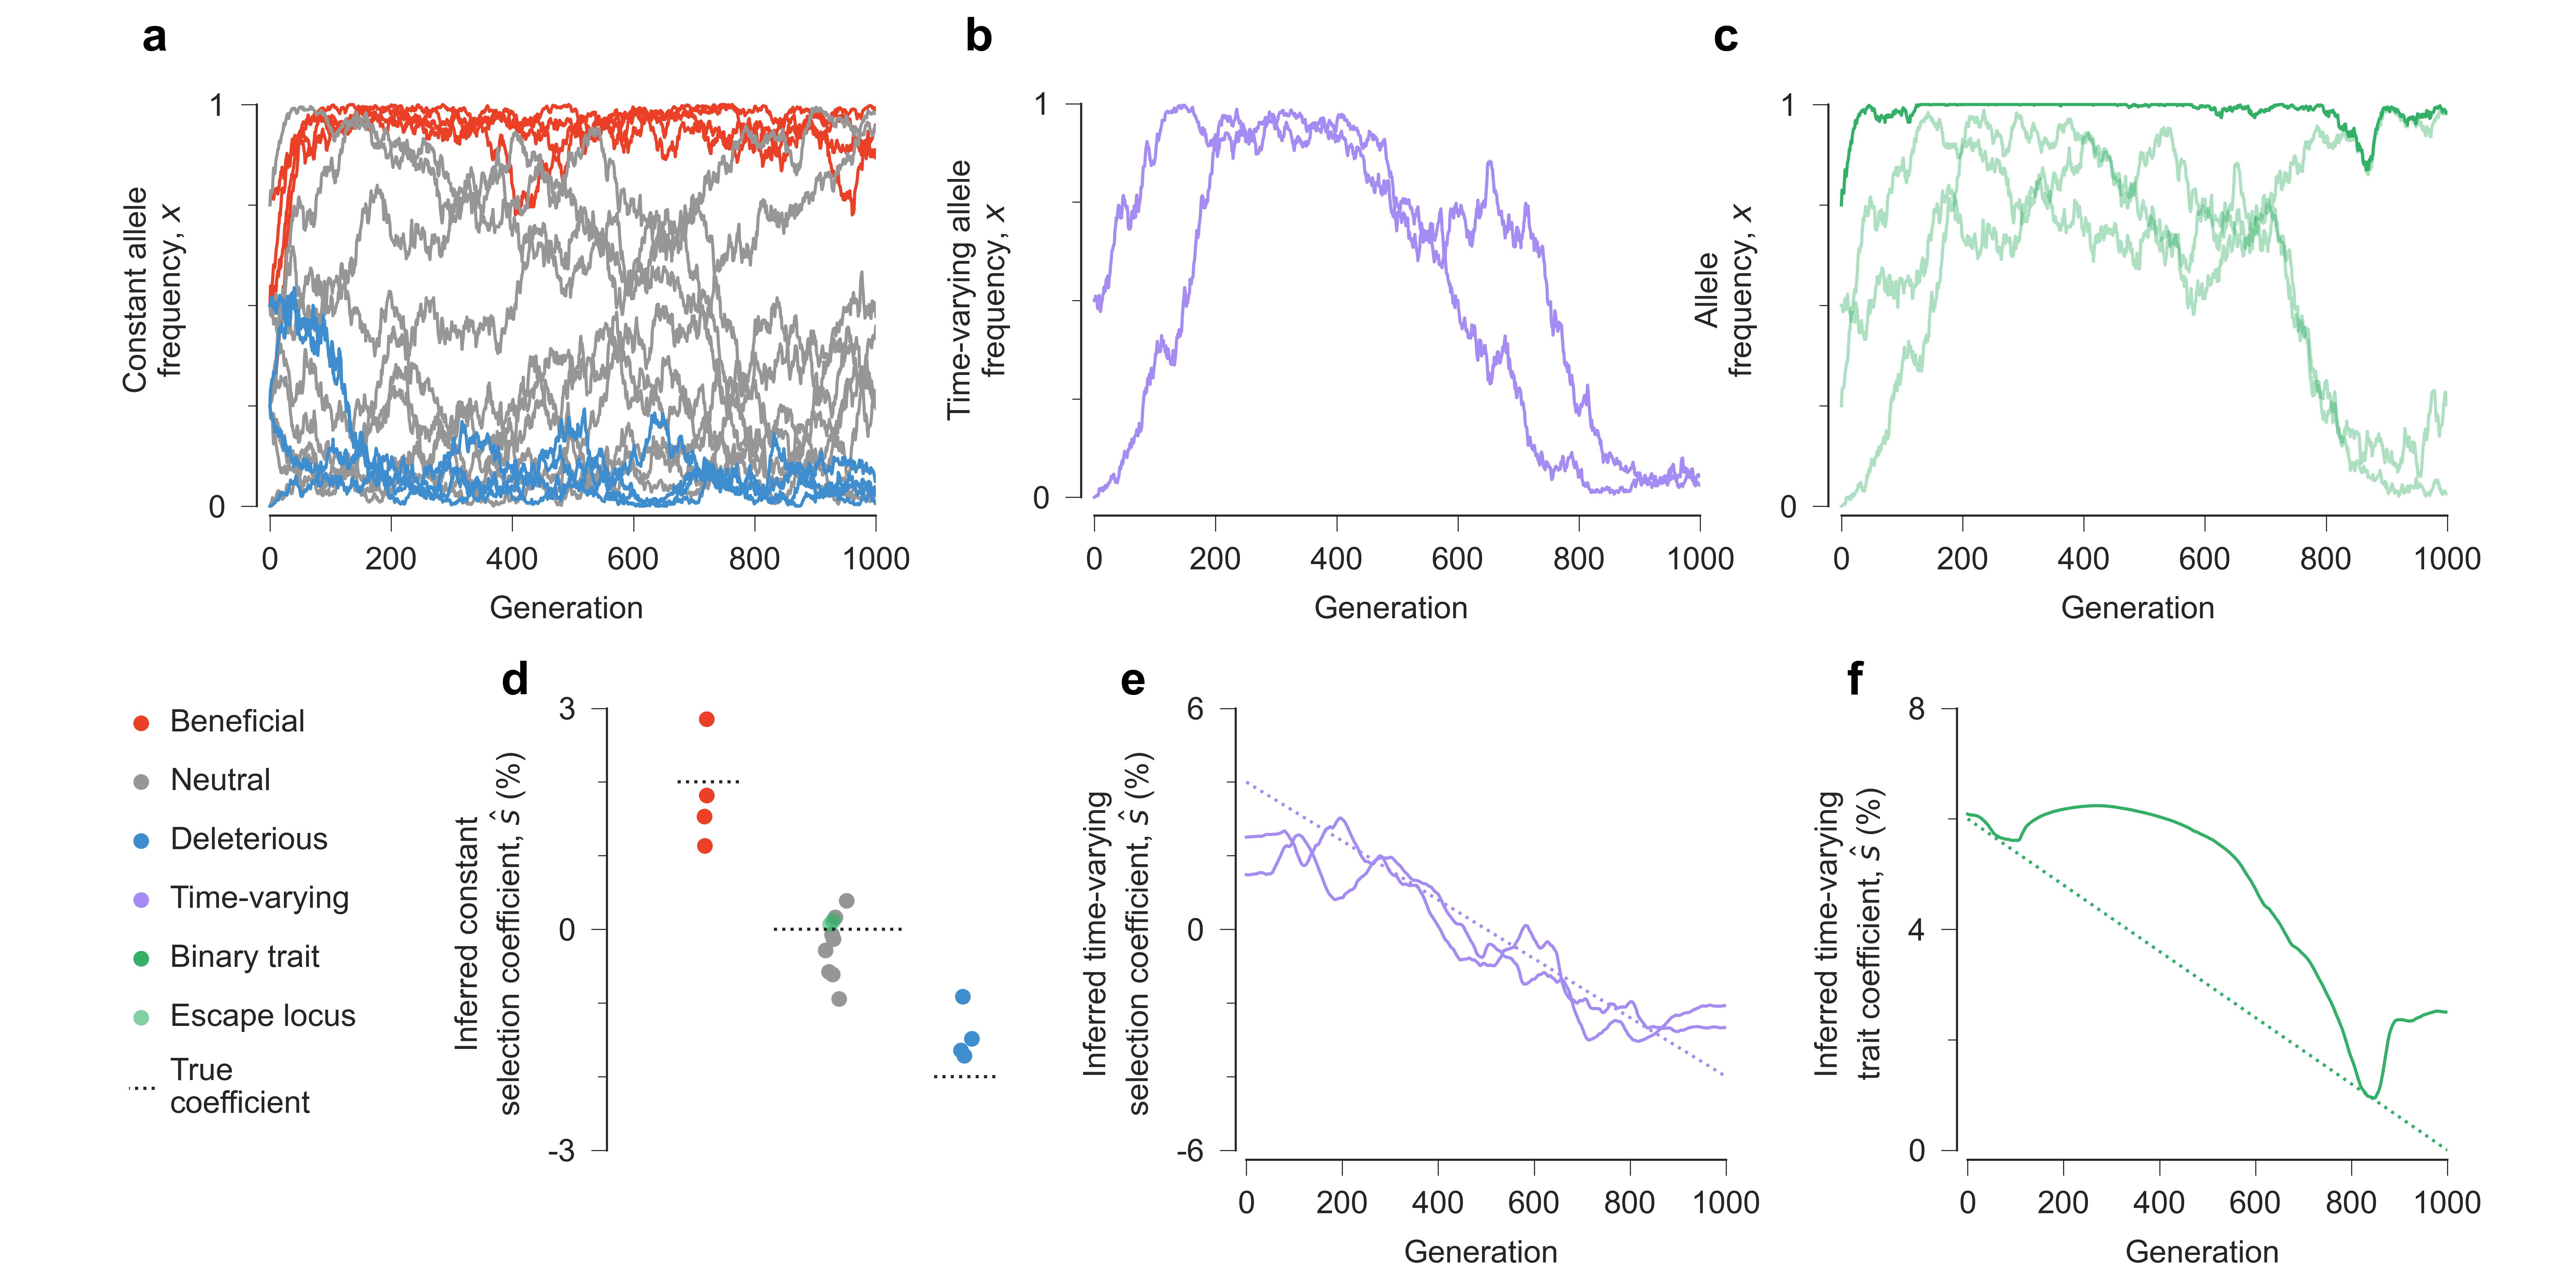 a
Constant allele
frequency, x
1
0
0 200 400 600 800 1000
Generation
b
Time-varying allele
frequency, x
1
0
0 200 400 600 800 1000
Generation
c
Allele
frequency, x
1
0
0 200 400 600 800 1000
Generation
Beneficial
Neutral
Deleterious
Time-varying
Binary trait
Escape locus
True
coefficient
d
Inferred constant
selection coefficient, ŝ (%)
3
0
-3
e
Inferred time-varying
selection coefficient, ŝ (%)
6
0
-6
0 200 400 600 800 1000
Generation
f
Inferred time-varying
trait coefficient, ŝ (%)
8
4
0
0 200 400 600 800 1000
Generation